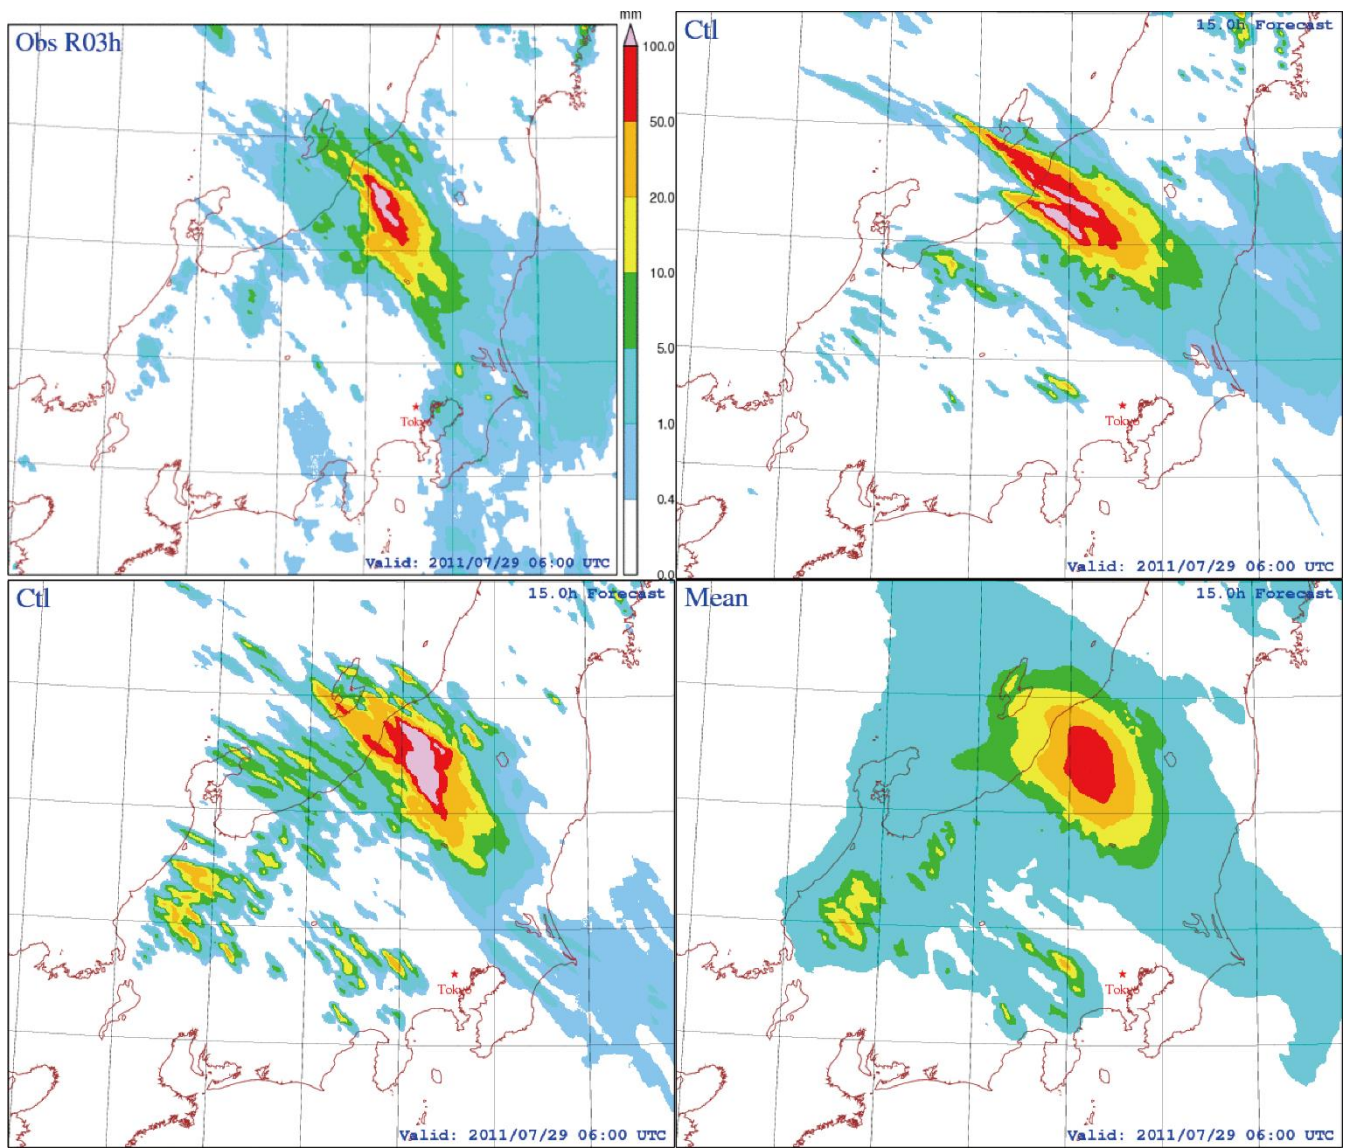 Obs R03h
mm
100.0
50.0
20.0
10.0
5.0
1.0
0.4
0.0
Tokyo
Valid: 2011/07/29 06:00 UTC
Ctl
15.0h Forecast
Tokyo
Valid: 2011/07/29 06:00 UTC
Ctl
15.0h Forecast
Tokyo
Valid: 2011/07/29 06:00 UTC
Mean
15.0h Forecast
Tokyo
Valid: 2011/07/29 06:00 UTC